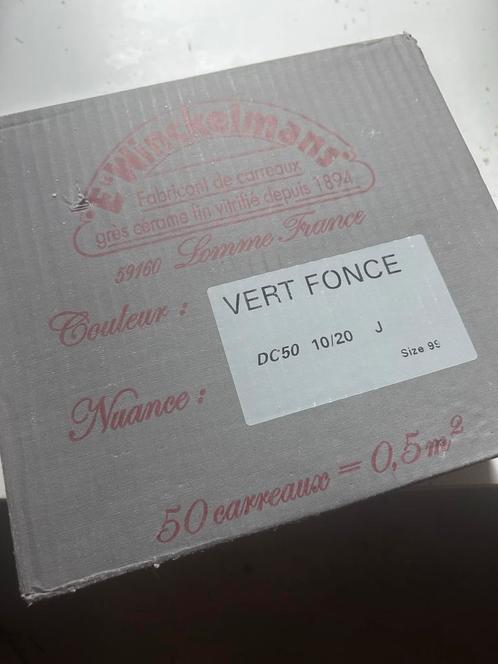 Ets Winckelmans
Fabricant de carreaux
grès cérame fin vitrifié depuis 1894
59160 Lomme France
Couleur :
VERT FONCE
DC50 10/20 J
Size 99
Nuance :
50 carreaux = 0,5 m²